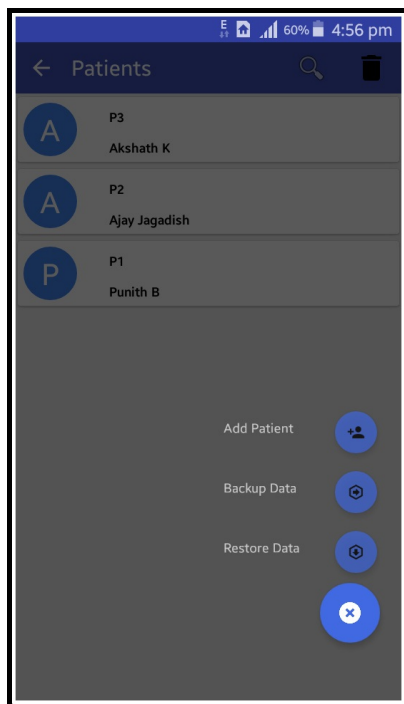 E 60% 4:56 pm
Patients
A
P3
Akshath K
A
P2
Ajay Jagadish
P
P1
Punith B
Add Patient
Backup Data
Restore Data